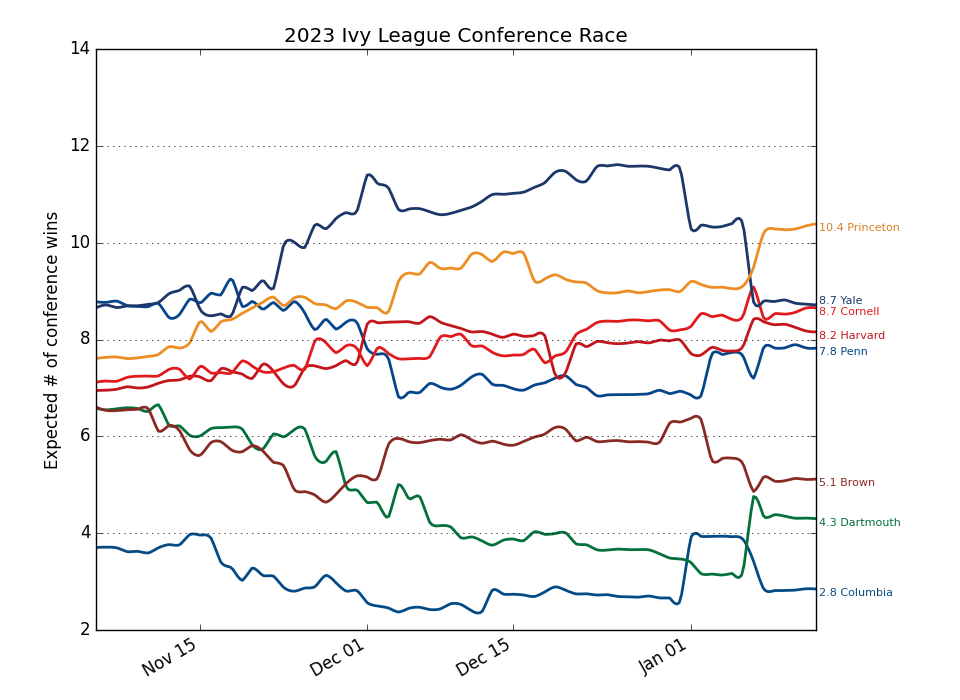 2023 Ivy League Conference Race
Expected # of conference wins
14
12
10
8
6
4
2
10.4 Princeton
8.7 Yale
8.7 Cornell
8.2 Harvard
7.8 Penn
5.1 Brown
4.3 Dartmouth
2.8 Columbia
Nov 15
Dec 01
Dec 15
Jan 01